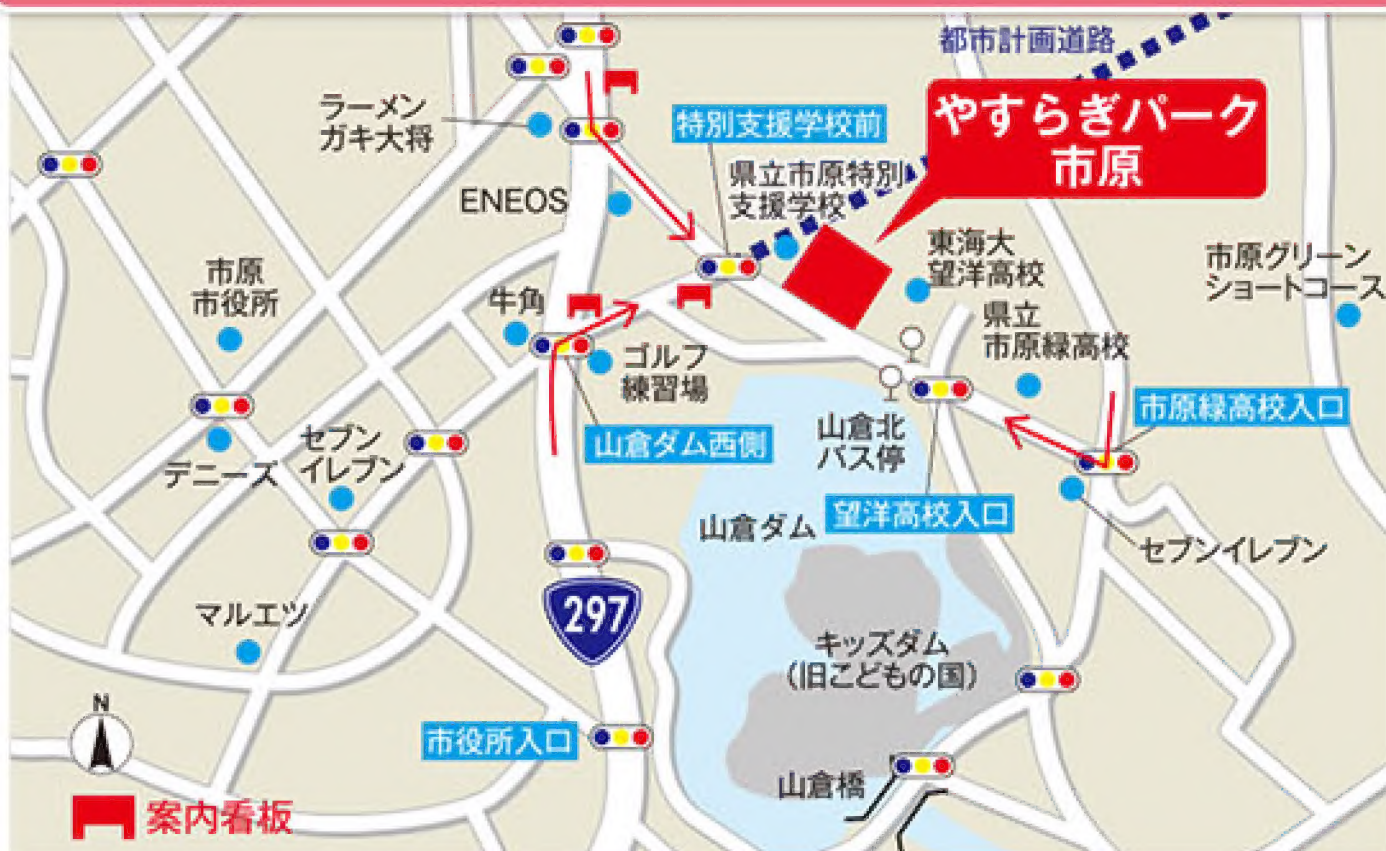 都市計画道路
やすらぎパーク
市原
ラーメン
ガキ大将
特別支援学校前
県立市原特別
支援学校
ENEOS
東海大
望洋高校
市原グリーン
ショートコース
市原
市役所
牛角
県立
市原緑高校
ゴルフ
練習場
市原緑高校入口
山倉ダム西側
山倉北
バス停
セブン
イレブン
デニーズ
望洋高校入口
山倉ダム
セブンイレブン
297
マルエツ
キッズダム
(旧こどもの国)
N
市役所入口
山倉橋
案内看板